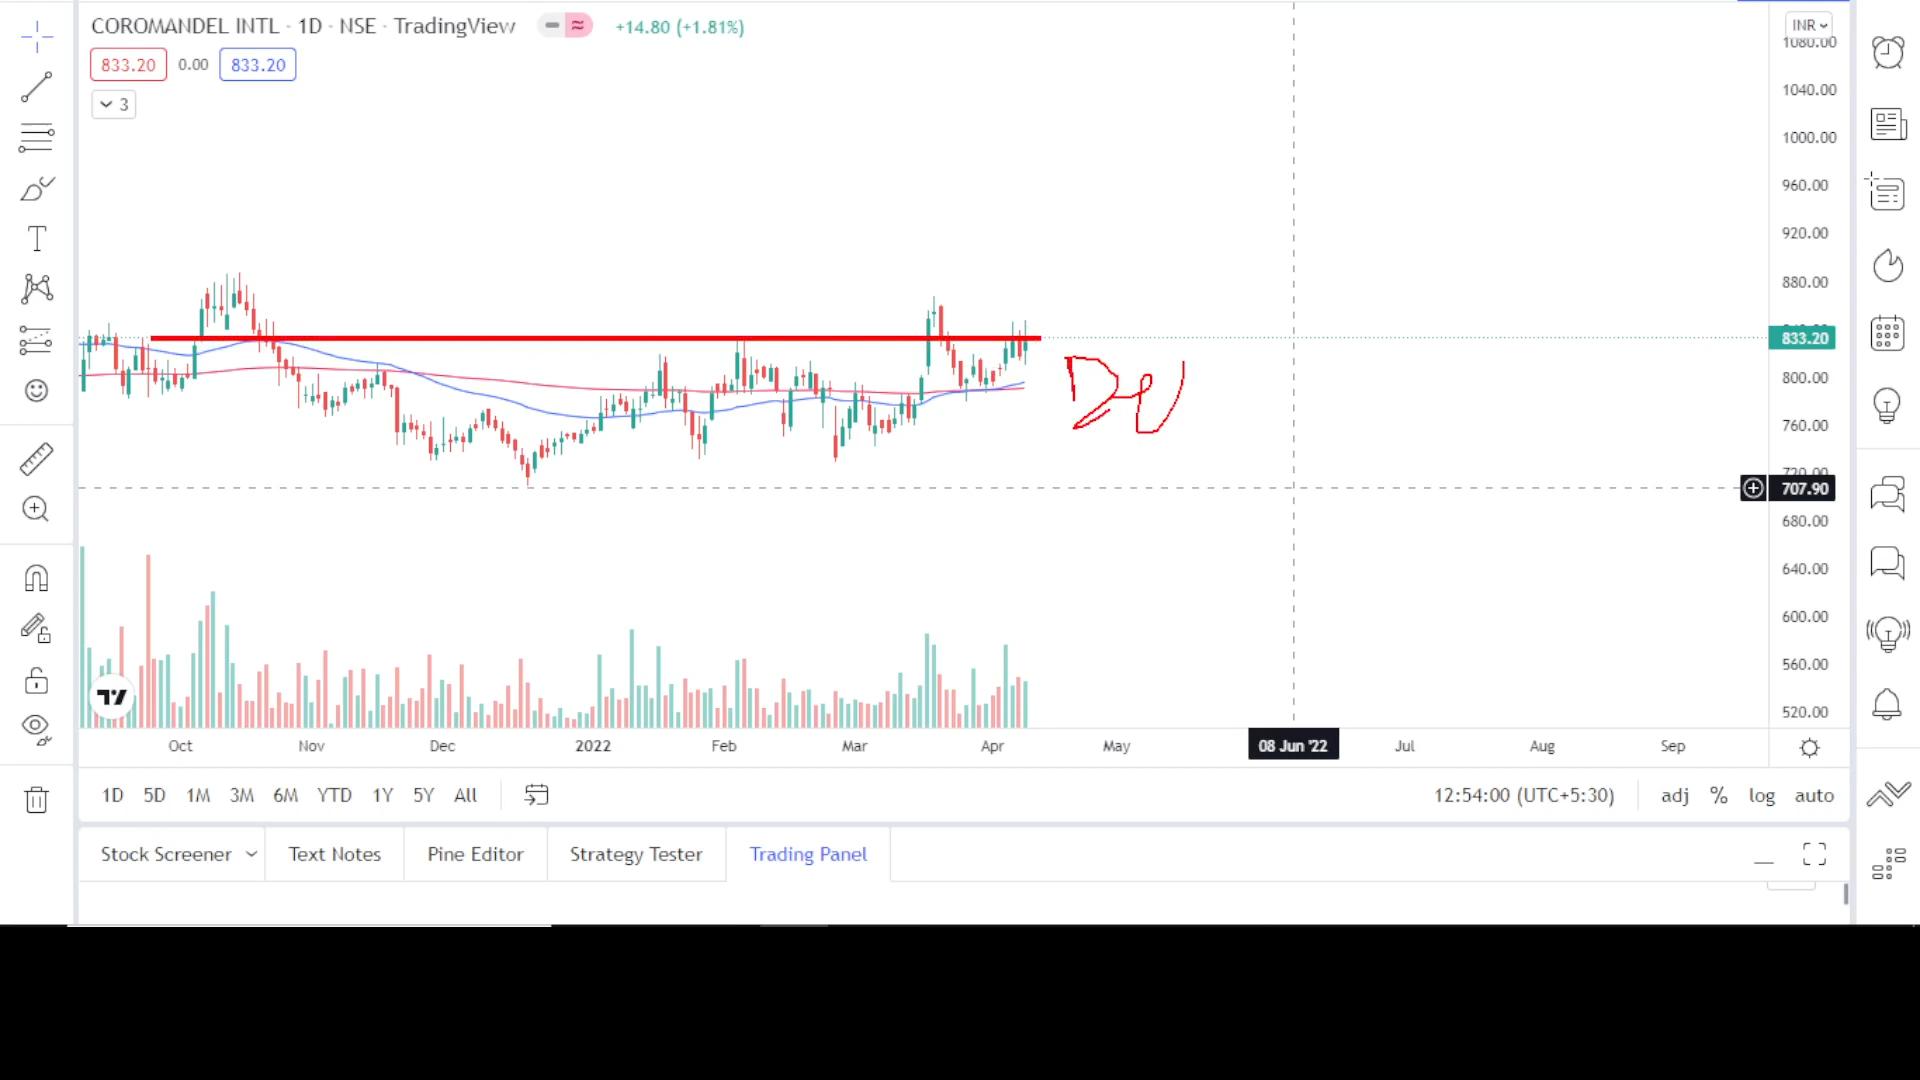 COROMANDEL INTL · 1D · NSE · TradingView
+14.80 (+1.81%)
INR
833.20 0.00 833.20
3
1080.00
1040.00
1000.00
960.00
920.00
880.00
833.20
800.00
760.00
720.00
707.90
680.00
640.00
600.00
560.00
520.00
Oct Nov Dec 2022 Feb Mar Apr May 08 Jun '22 Jul Aug Sep
1D 5D 1M 3M 6M YTD 1Y 5Y All
12:54:00 (UTC+5:30) adj % log auto
Stock Screener Text Notes Pine Editor Strategy Tester Trading Panel